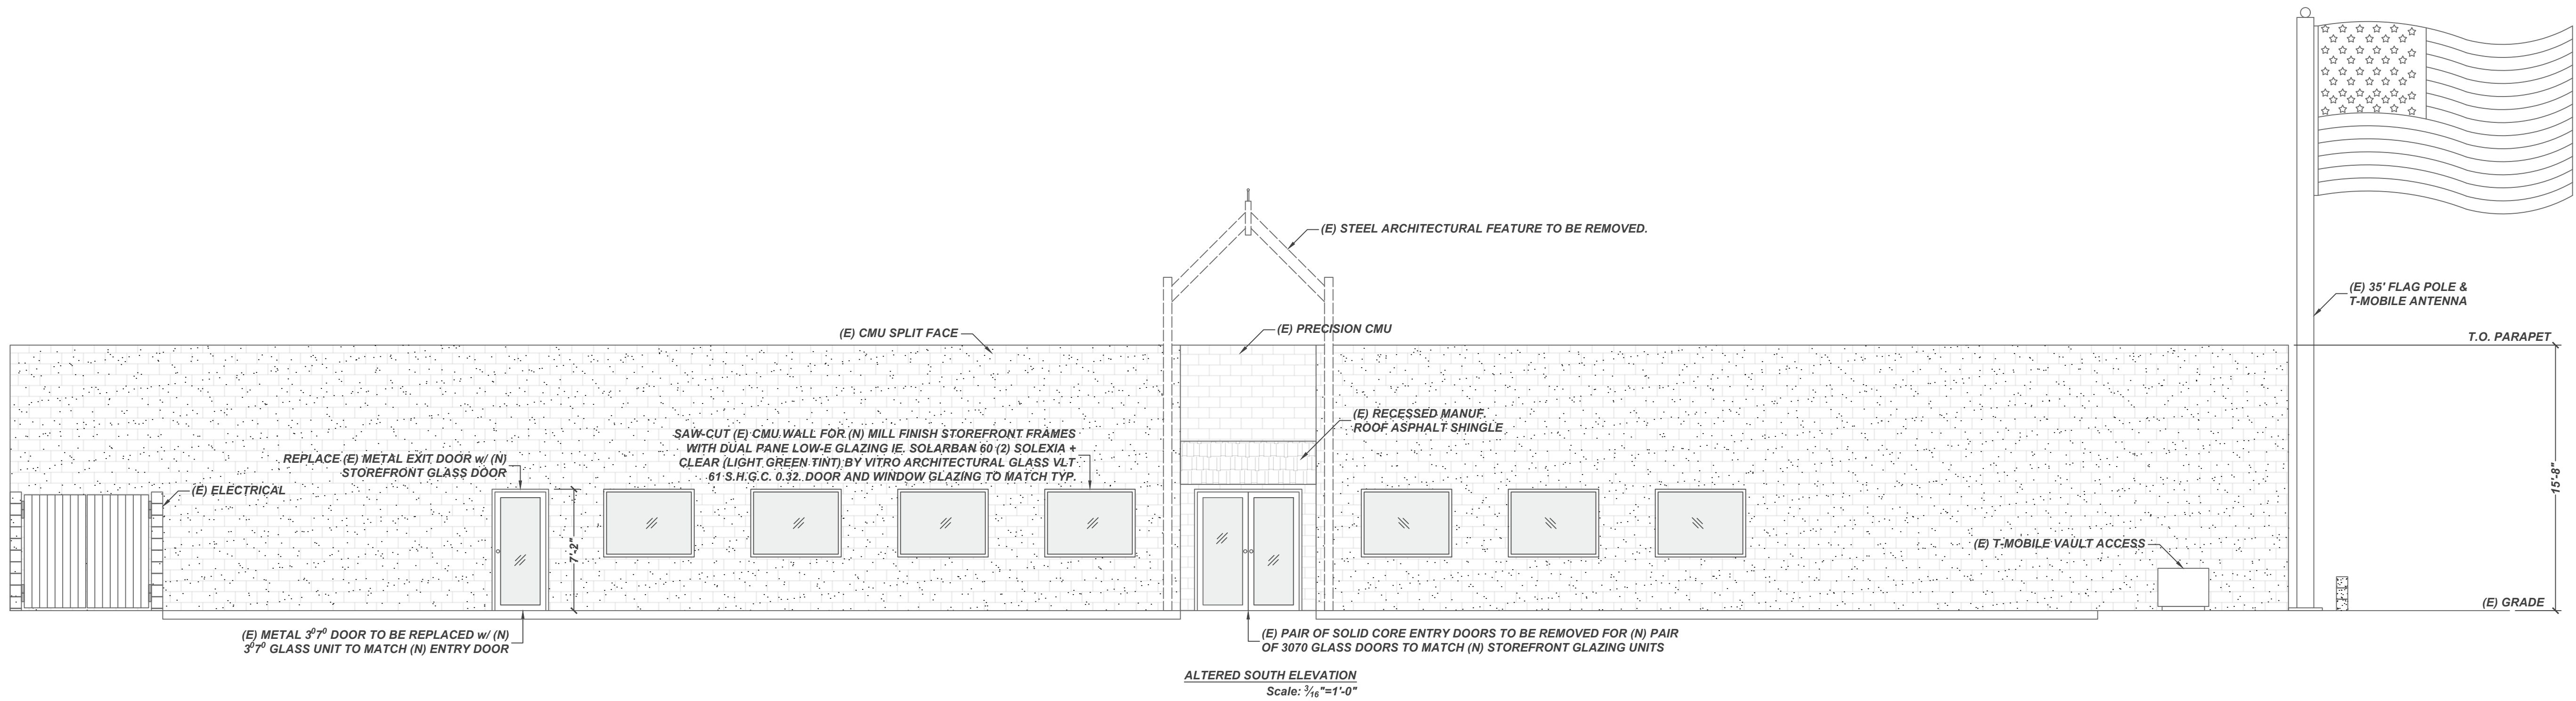 (E) STEEL ARCHITECTURAL FEATURE TO BE REMOVED.
(E) 35' FLAG POLE &
T-MOBILE ANTENNA
(E) CMU SPLIT FACE
(E) PRECISION CMU
T.O. PARAPET
(E) RECESSED MANUF.
ROOF ASPHALT SHINGLE
SAW-CUT (E) CMU WALL FOR (N) MILL FINISH STOREFRONT FRAMES
WITH DUAL PANE LOW-E GLAZING IE. SOLARBAN 60 (2) SOLEXIA +
CLEAR (LIGHT GREEN TINT) BY VITRO ARCHITECTURAL GLASS VLT
61 S.H.G.C. 0.32. DOOR AND WINDOW GLAZING TO MATCH TYP.
REPLACE (E) METAL EXIT DOOR w/ (N)
STOREFRONT GLASS DOOR
(E) ELECTRICAL
15'-8"
7'-2"
(E) T-MOBILE VAULT ACCESS
(E) GRADE
(E) METAL 3⁰7⁰ DOOR TO BE REPLACED w/ (N)
3⁰7⁰ GLASS UNIT TO MATCH (N) ENTRY DOOR
(E) PAIR OF SOLID CORE ENTRY DOORS TO BE REMOVED FOR (N) PAIR
OF 3070 GLASS DOORS TO MATCH (N) STOREFRONT GLAZING UNITS
ALTERED SOUTH ELEVATION
Scale: 3/16"=1'-0"